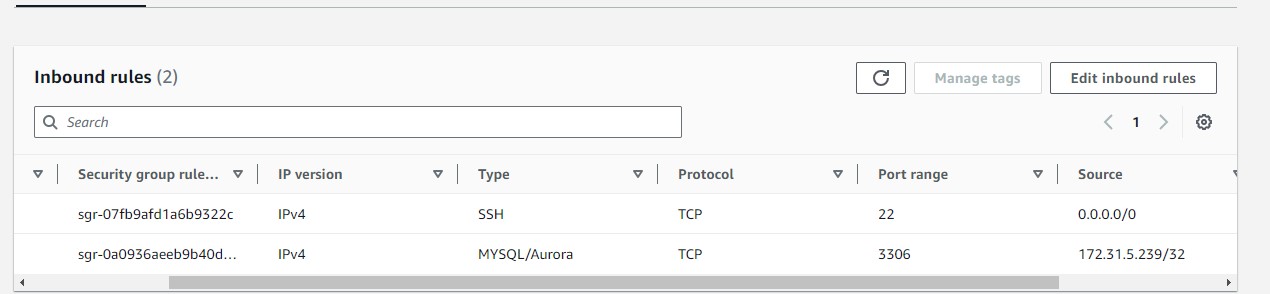 Inbound rules (2)
Manage tags
Edit inbound rules
Search
1
Security group rule... IP version Type Protocol Port range Source
sgr-07fb9afd1a6b9322c IPv4 SSH TCP 22 0.0.0.0/0
sgr-0a0936aeeb9b40d... IPv4 MYSQL/Aurora TCP 3306 172.31.5.239/32